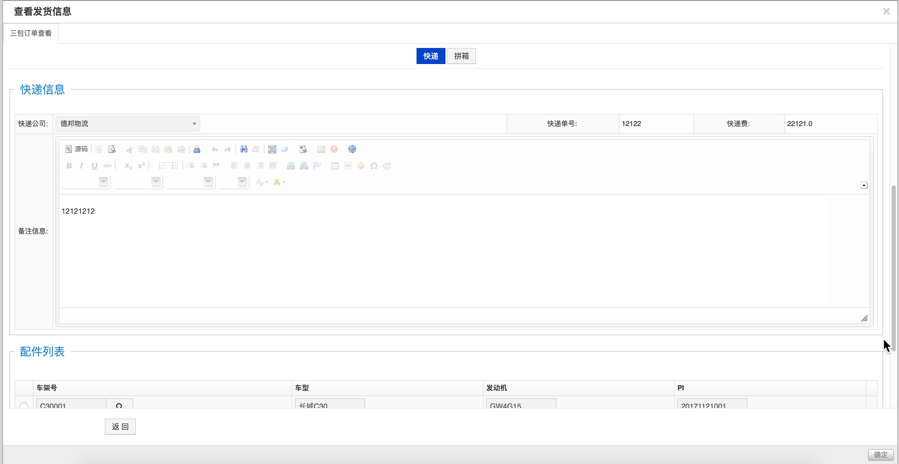 查看发货信息
三包订单查看
快递 拼箱
快递信息
快递公司: 德邦物流 快递单号: 12122 快递费: 22121.0
源码
备注信息:
12121212
配件列表
车架号 车型 发动机 PI
C30001 长城C30 GW4G15 20171121001
返 回
确定